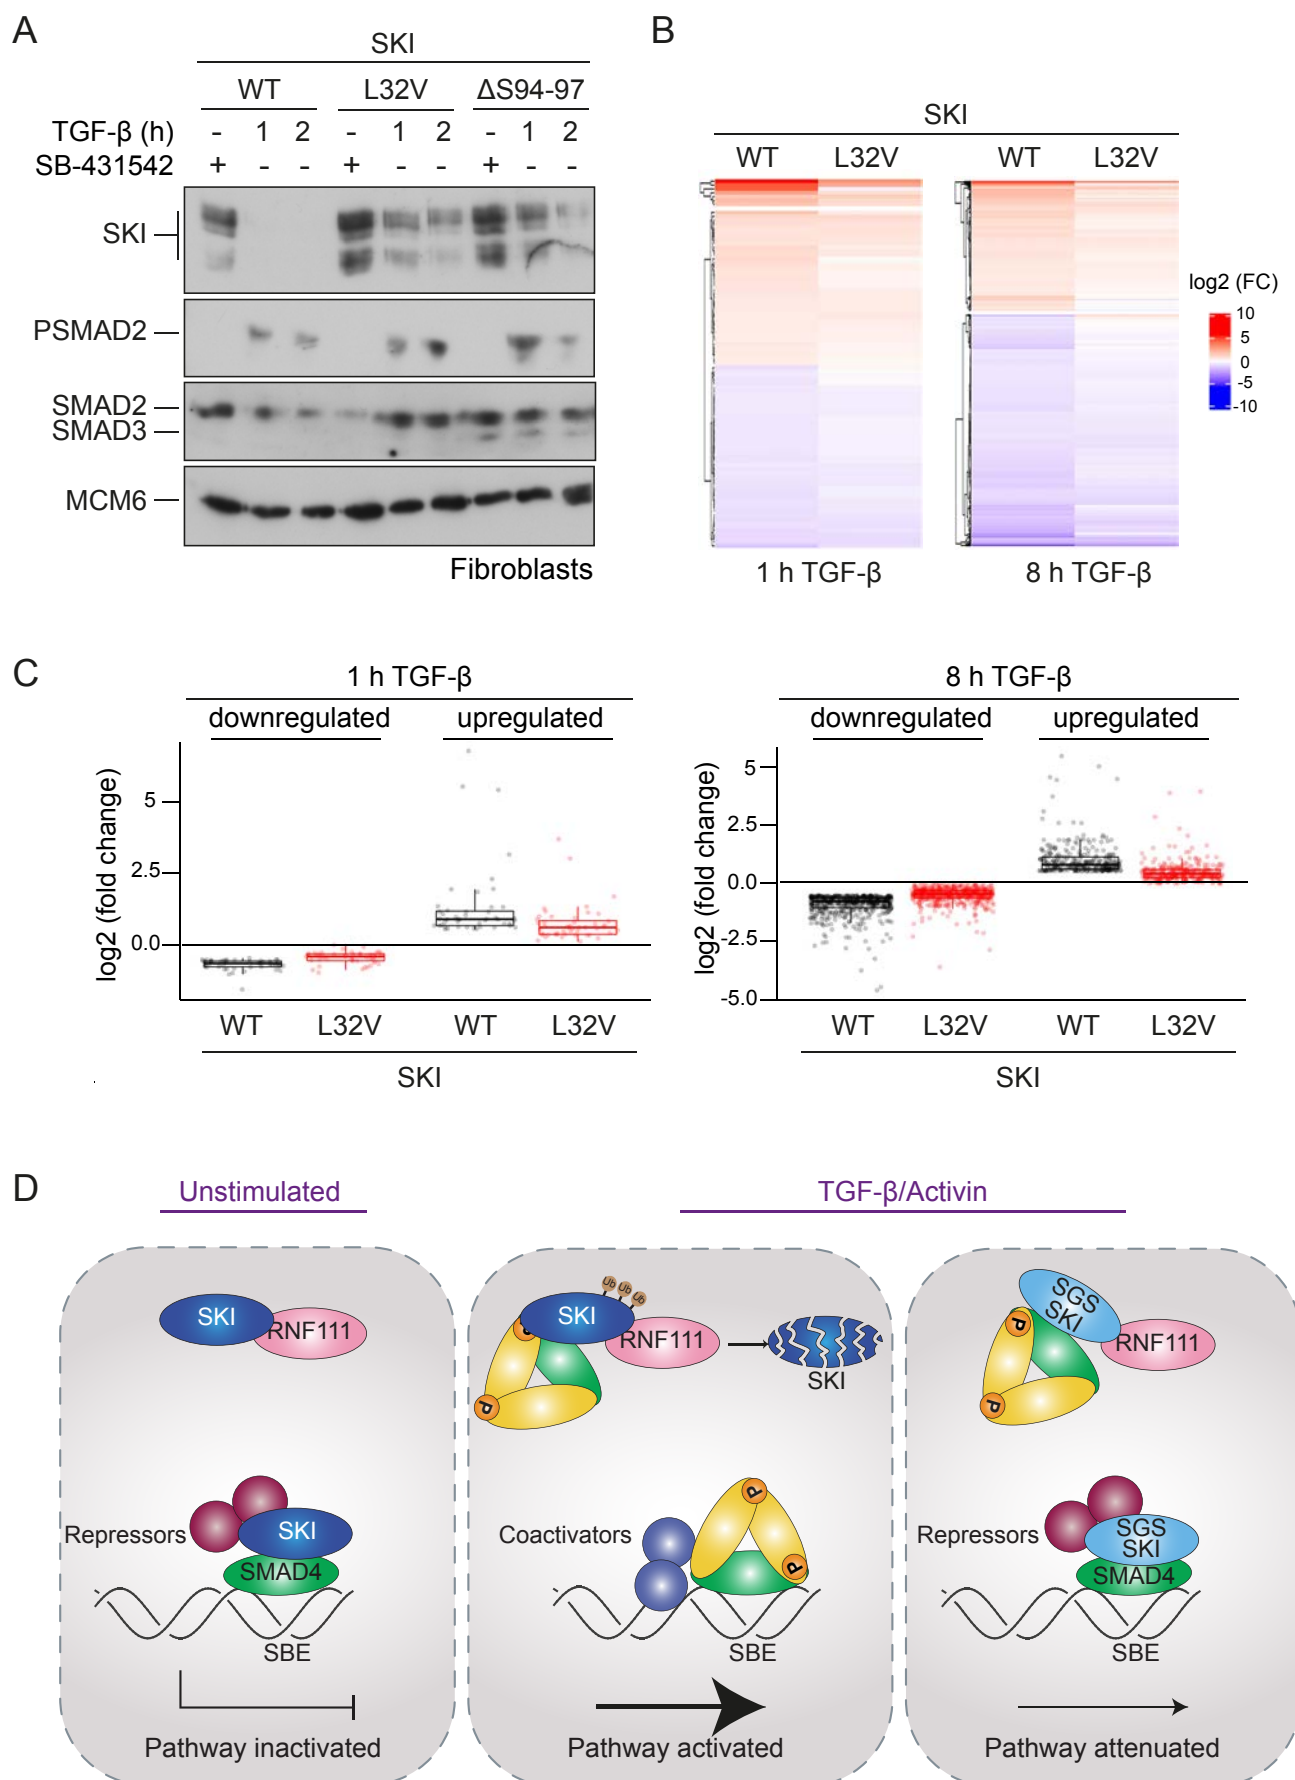 A
SKI
WT L32V ΔS94-97
TGF-β (h) - 1 2 - 1 2 - 1 2
SB-431542 + - - + - - + - -
SKI
PSMAD2
SMAD2
SMAD3
MCM6
Fibroblasts
B
SKI
WT L32V WT L32V
log2 (FC)
10
5
0
-5
-10
1 h TGF-β 8 h TGF-β
C
1 h TGF-β
downregulated upregulated
log2 (fold change)
5
2.5
0.0
WT L32V WT L32V
SKI
8 h TGF-β
downregulated upregulated
log2 (fold change)
5
2.5
0.0
-2.5
-5.0
WT L32V WT L32V
SKI
D
Unstimulated
SKI
RNF111
Repressors
SKI
SMAD4
SBE
Pathway inactivated
TGF-β/Activin
Ub Ub Ub
SKI
P
RNF111
P
SKI
Coactivators
P
P
SBE
Pathway activated
SGS
SKI
P
RNF111
P
Repressors
SGS
SKI
SMAD4
SBE
Pathway attenuated